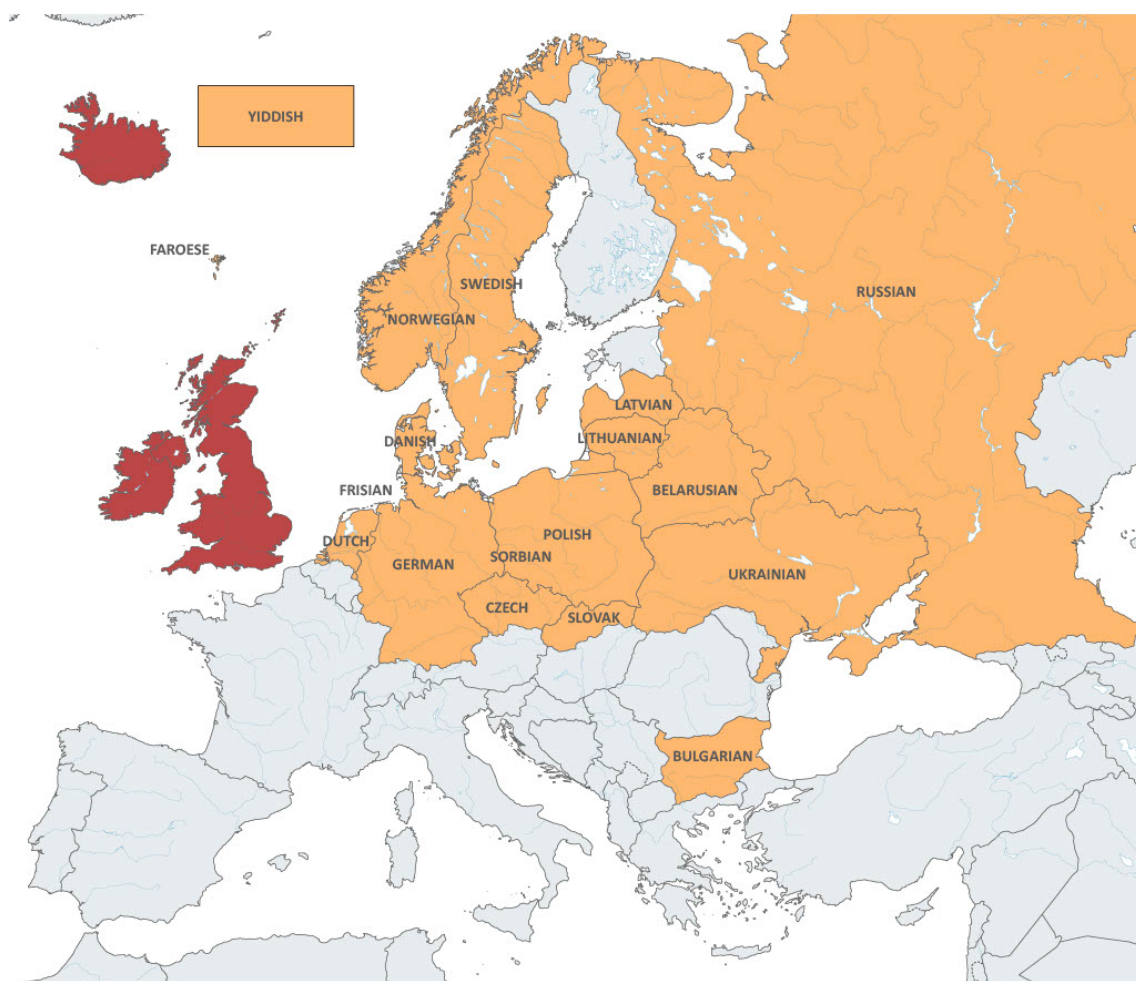 YIDDISH
FAROESE
SWEDISH
RUSSIAN
NORWEGIAN
LATVIAN
DANISH
LITHUANIAN
FRISIAN
BELARUSIAN
POLISH
DUTCH
SORBIAN
GERMAN
UKRAINIAN
CZECH
SLOVAK
BULGARIAN